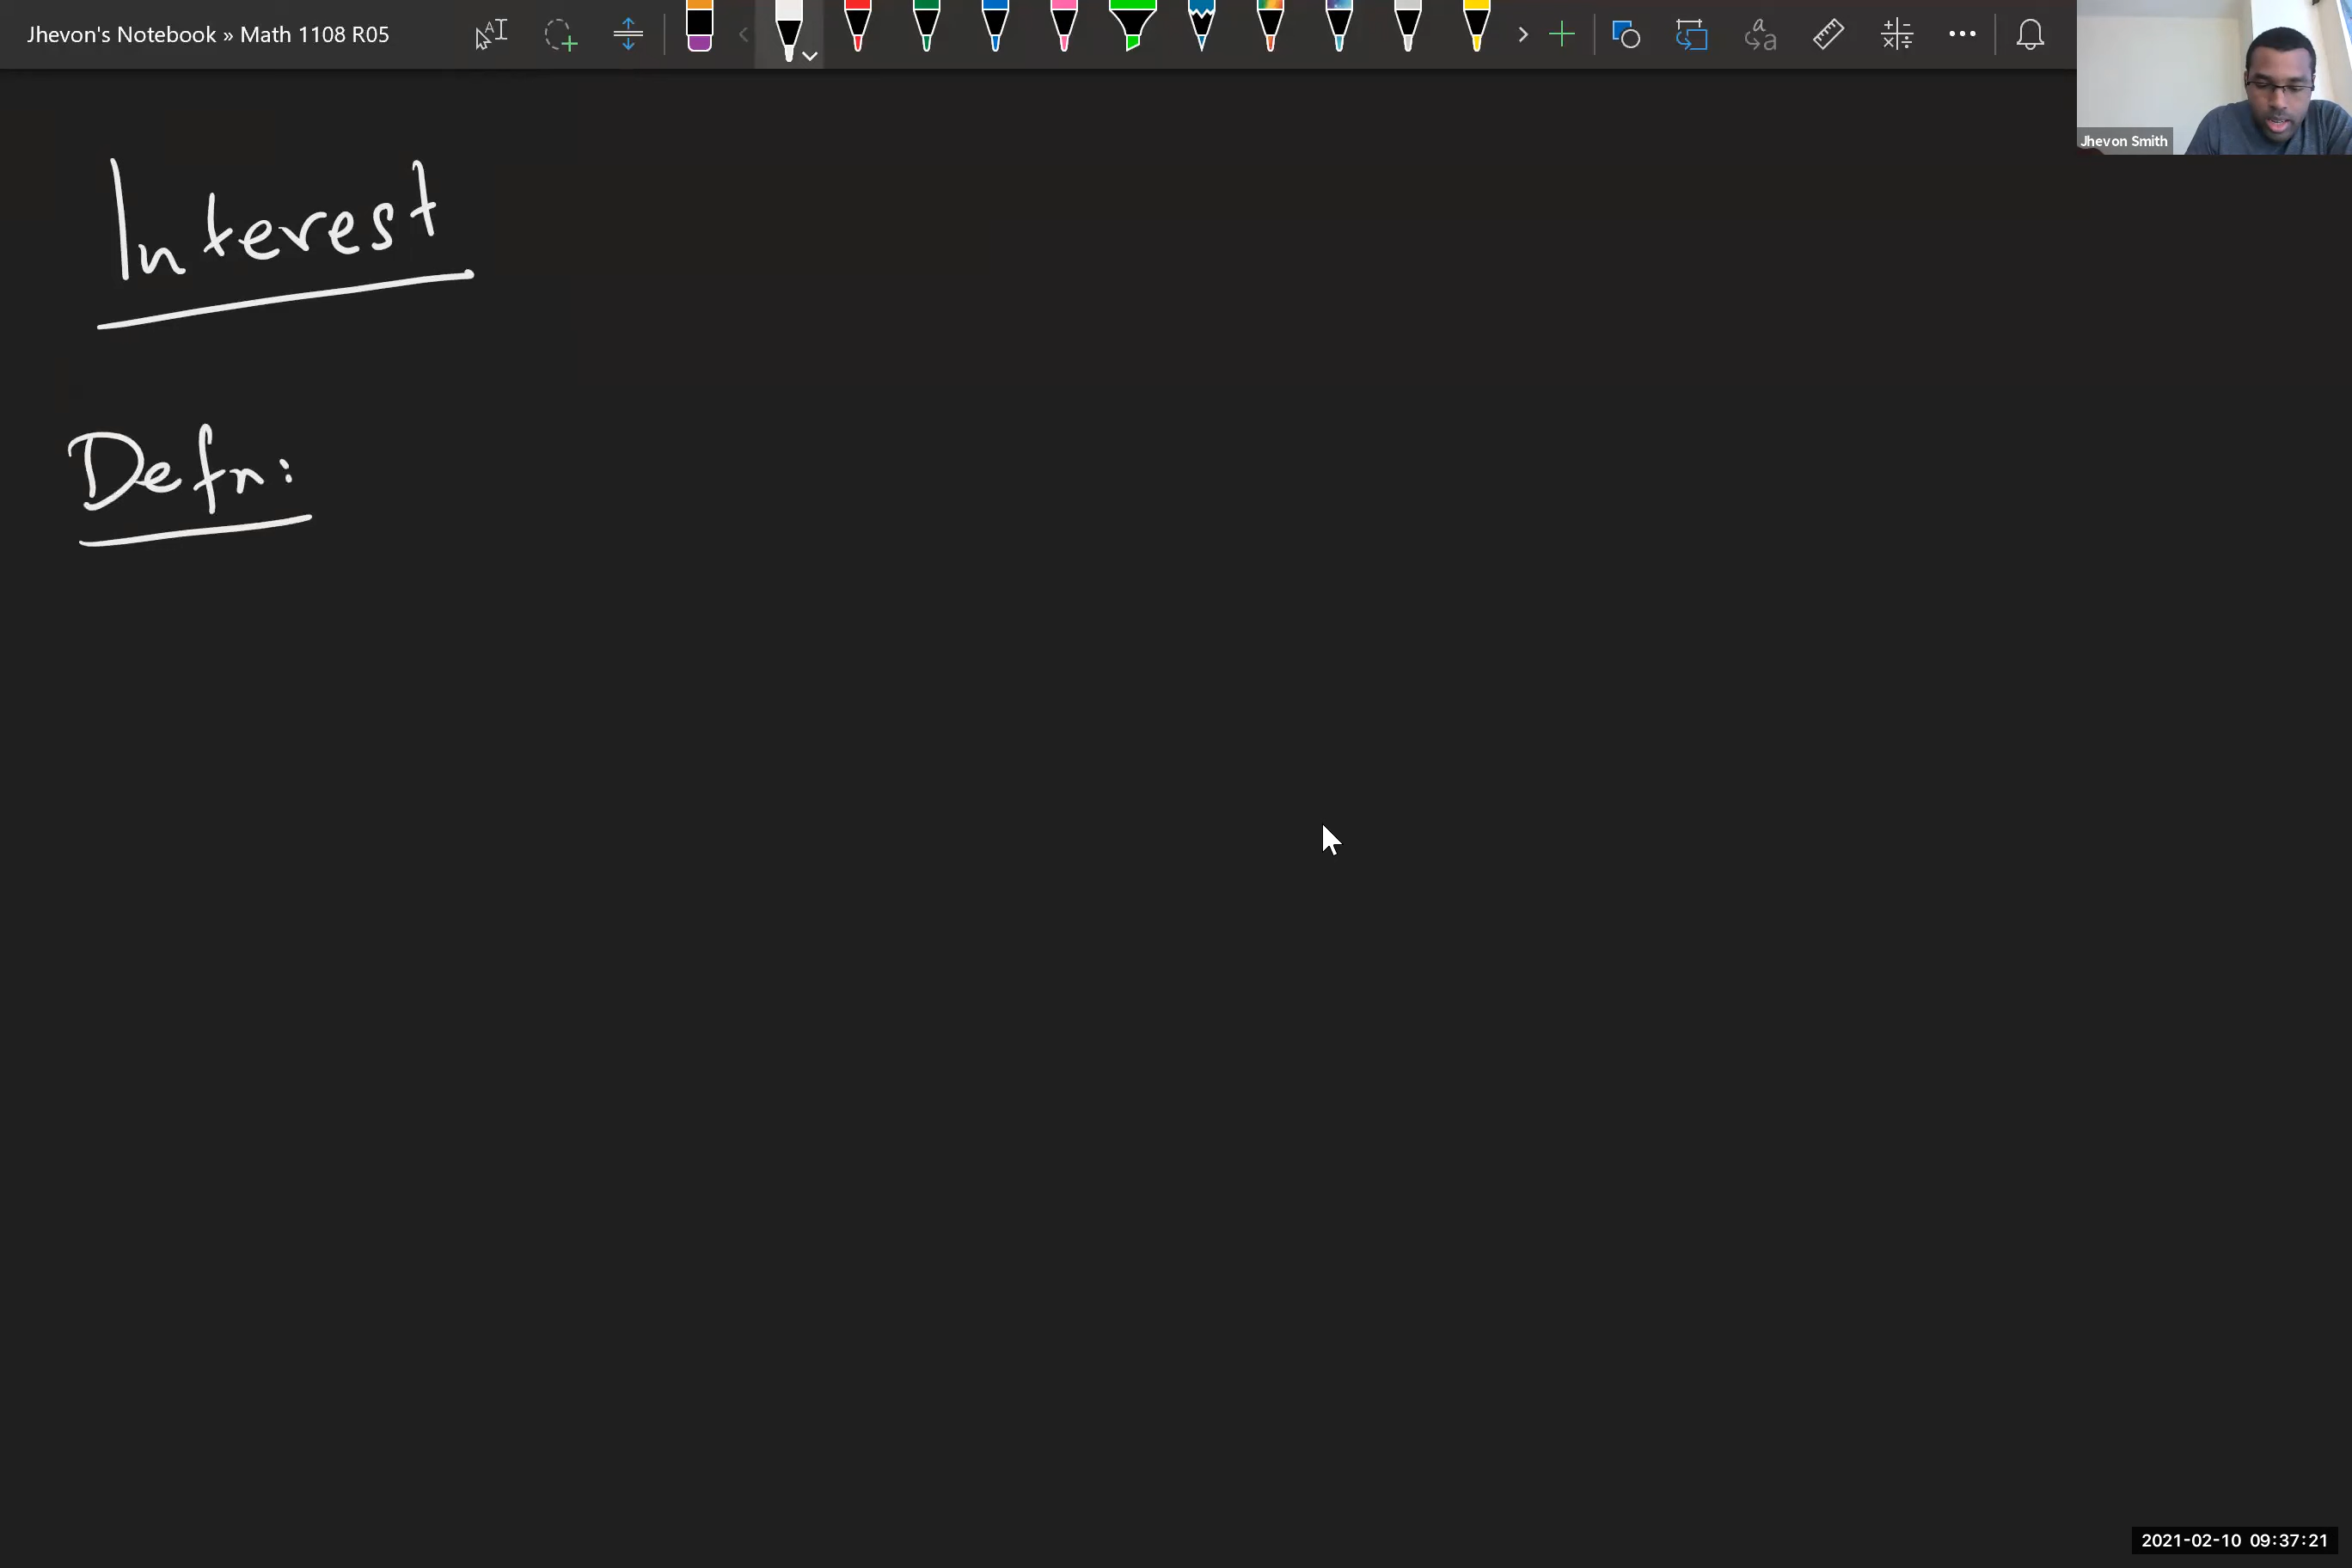 Jhevon's Notebook » Math 1108 R05
Jhevon Smith
Interest
Defn:
2021-02-10 09:37:21